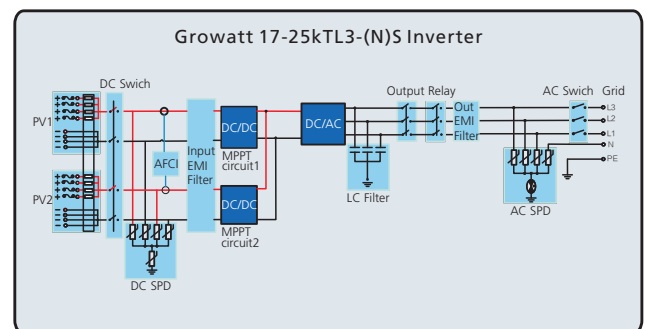 Growatt 17-25kTL3-(N)S Inverter
DC Swich
Output Relay
AC Swich
Grid
PV1
PV2
AFCI
Input
EMI
Filter
DC/DC
MPPT
circuit1
DC/DC
MPPT
circuit2
DC/AC
LC Filter
Out
EMI
Filter
L3
L2
L1
N
PE
AC SPD
DC SPD